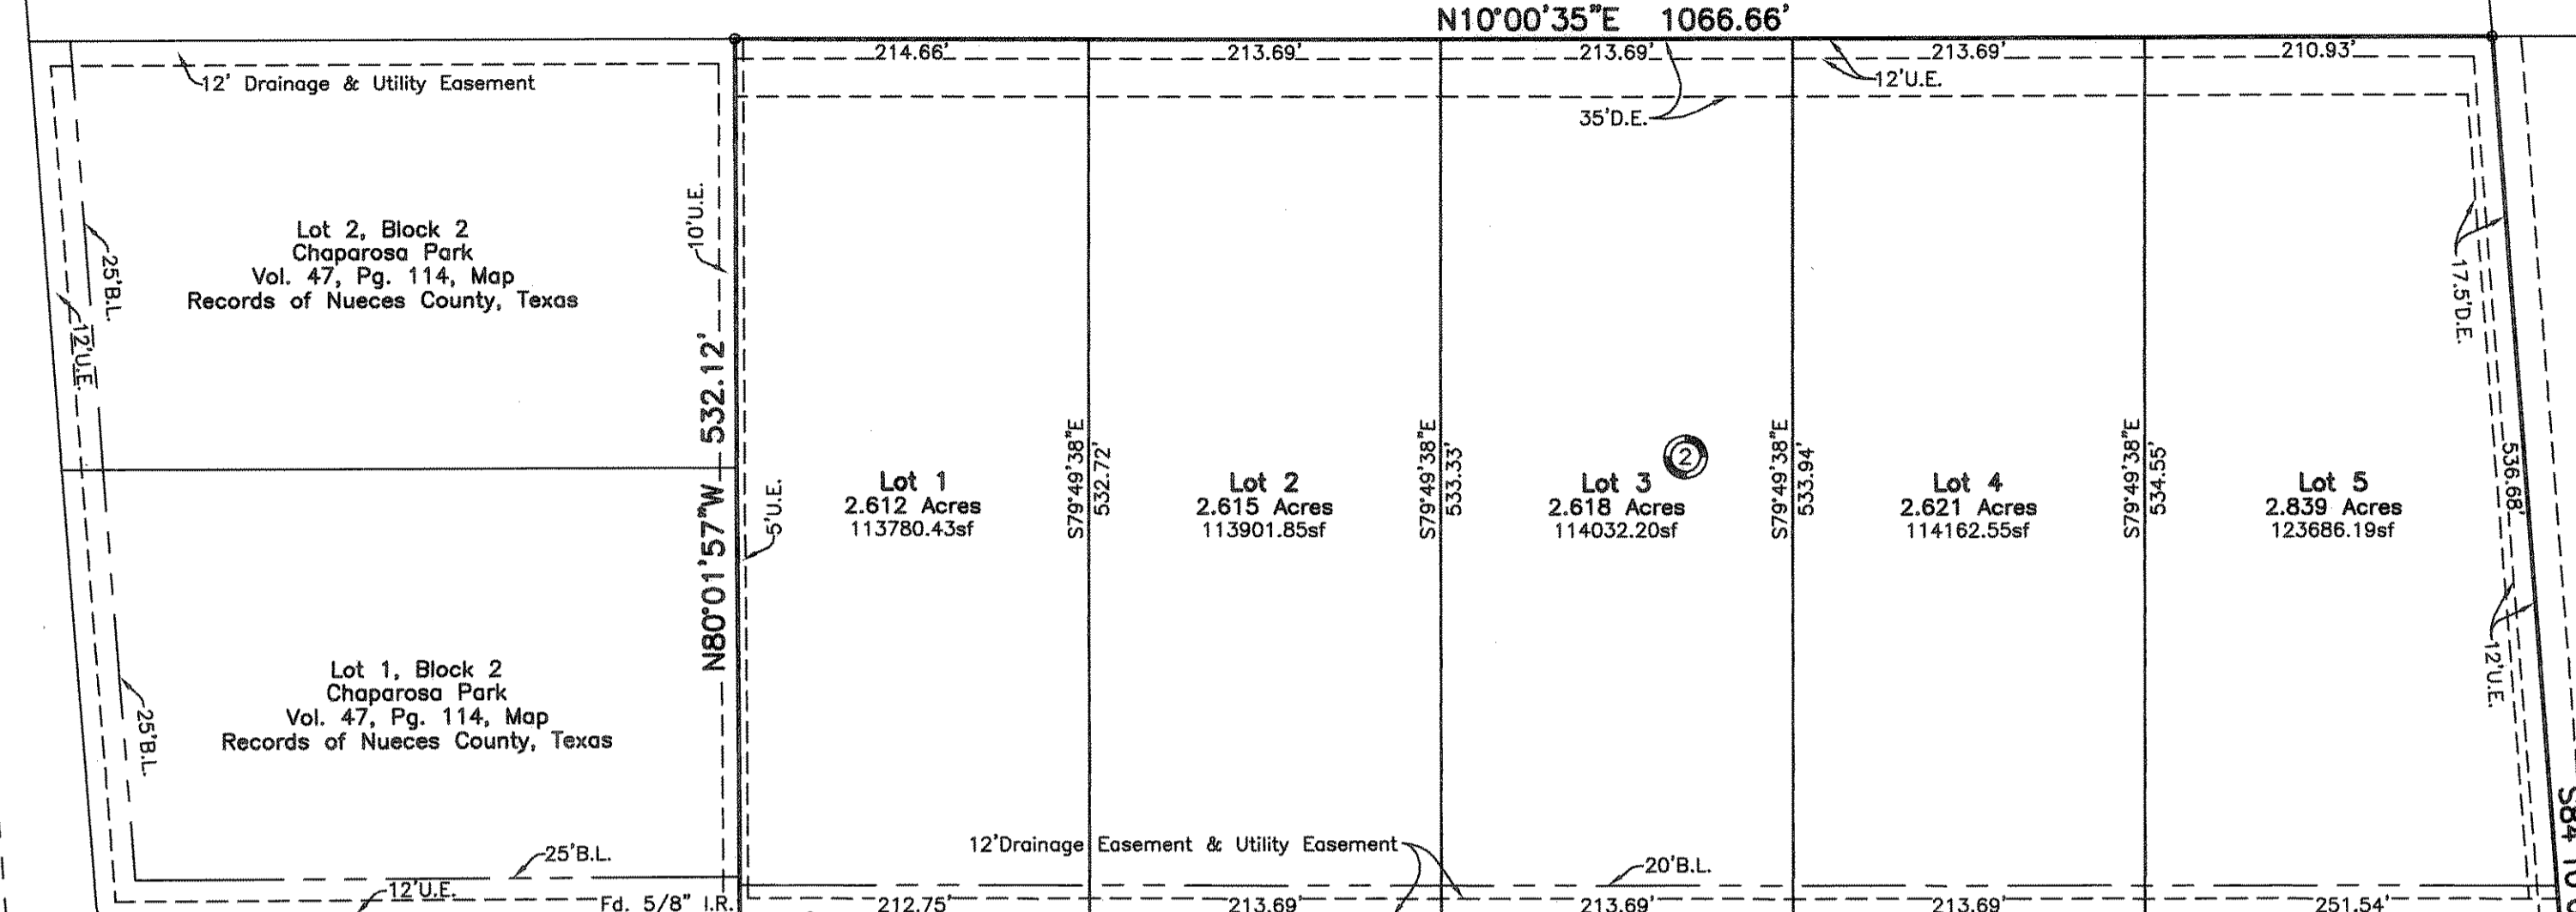 N10°00'35"E 1066.66'
214.66'
213.69'
213.69'
213.69'
210.93'
12' Drainage & Utility Easement
12'U.E.
35'D.E.
Lot 2, Block 2
Chaparosa Park
Vol. 47, Pg. 114, Map
Records of Nueces County, Texas
25'B.L.
12'U.E.
10'U.E.
N80°01'57"W 532.12'
5'U.E.
17.5'D.E.
Lot 1
2.612 Acres
113780.43sf
S79°49'38"E
532.72'
Lot 2
2.615 Acres
113901.85sf
S79°49'38"E
533.33'
2
Lot 3
2.618 Acres
114032.20sf
S79°49'38"E
533.94'
Lot 4
2.621 Acres
114162.55sf
S79°49'38"E
534.55'
Lot 5
2.839 Acres
123686.19sf
536.68'
12'U.E.
Lot 1, Block 2
Chaparosa Park
Vol. 47, Pg. 114, Map
Records of Nueces County, Texas
25'B.L.
12'Drainage Easement & Utility Easement
25'B.L.
20'B.L.
12'U.E.
Fd. 5/8" I.R.
212.75'
213.69'
213.69'
213.69'
251.54'